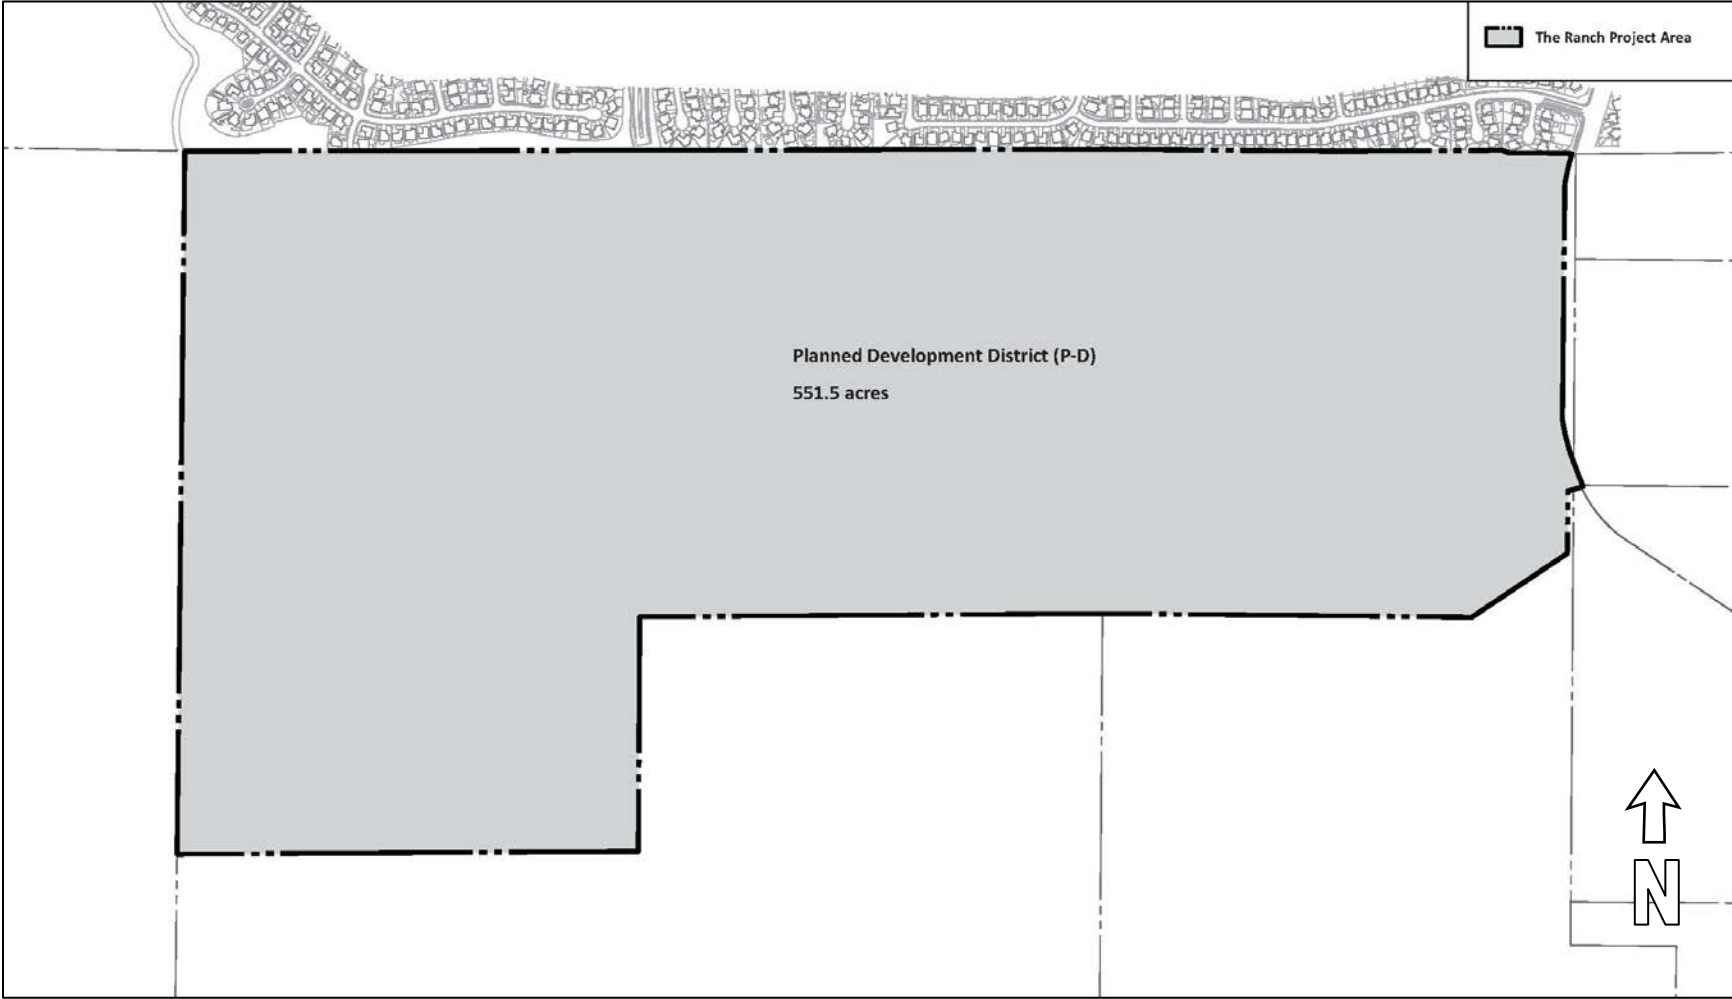 The Ranch Project Area
Planned Development District (P-D)
551.5 acres
N